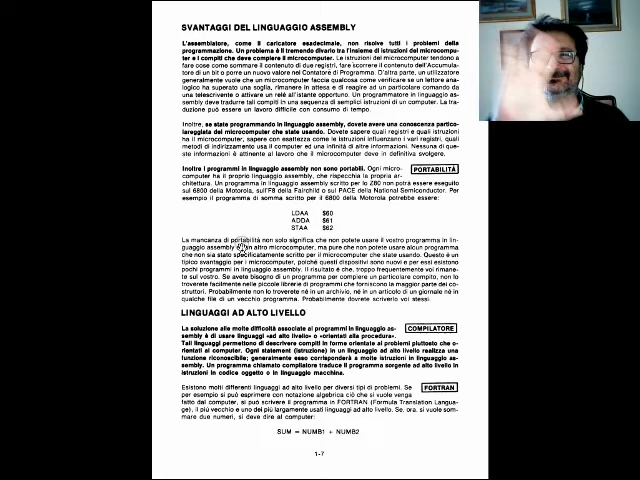 SVANTAGGI DEL LINGUAGGIO ASSEMBLY
L'assemblatore, come il caricatore esadecimale, non risolve tutti i problemi della
programmazione. Un problema è il tremendo divario tra l'insieme di istruzioni del microcompu-
ter e i compiti che deve compiere il microcomputer. Le istruzioni del microcomputer tendono a
fare cose come sommare il contenuto di due registri, fare scorrere il contenuto dell'Accumula-
tore di un bit o porre un nuovo valore nel Contatore di Programma. D'altra parte, un utilizzatore
generalmente vuole che un microcomputer faccia qualcosa come verificare se un lettore ana-
logico ha superato una soglia, rimanere in attesa e di reagire ad un particolare comando da
una telescrivente o attivare un relè all'istante opportuno. Un programmatore in linguaggio as-
sembly deve tradurre tali compiti in una sequenza di semplici istruzioni di un computer. La tra-
duzione può essere un lavoro difficile con consumo di tempo.
Inoltre, se state programmando in linguaggio assembly, dovete avere una conoscenza partico-
lareggiata del microcomputer che state usando. Dovete sapere quali registri e quali istruzioni
ha il microcomputer, sapere con esattezza come le istruzioni influenzano i vari registri, quali
metodi di indirizzamento usa il computer ed una infinità di altre informazioni. Nessuna di que-
ste informazioni è attinente al lavoro che il microcomputer deve in definitiva svolgere.
Inoltre i programmi in linguaggio assembly non sono portabili. Ogni micro-
PORTABILITÀ
computer ha il proprio linguaggio assembly, che rispecchia la propria ar-
chitettura. Un programma in linguaggio assembly scritto per lo Z80 non potrà essere eseguito
sul 6800 della Motorola, sull'F8 della Fairchild o sul PACE della National Semiconductor. Per
esempio il programma di somma scritto per il 6800 della Motorola potrebbe essere:
LDAA $60
ADDA $61
STAA $62
La mancanza di portabilità non solo significa che non potete usare il vostro programma in lin-
guaggio assembly su un altro microcomputer, ma pure che non potete usare alcun programma
che non sia stato specificatamente scritto per il microcomputer che state usando. Questo è un
tipico svantaggio per i microcomputer, poiché questi dispositivi sono nuovi e per essi esistono
pochi programmi in linguaggio assembly. Il risultato è che, troppo frequentemente voi rimane-
te sul vostro. Se avete bisogno di un programma per compiere un particolare compito, non lo
troverete facilmente nelle piccole librerie di programmi che forniscono la maggior parte dei co-
struttori. Probabilmente non lo troverete né in un archivio, né in un articolo di un giornale né in
qualche file di un vecchio programma. Probabilmente dovrete scriverlo voi stessi.
LINGUAGGI AD ALTO LIVELLO
La soluzione alle molte difficoltà associate ai programmi in linguaggio as-
COMPILATORE
sembly è di usare linguaggi «ad alto livello» o «orientati alla procedura».
Tali linguaggi permettono di descrivere compiti in forme orientate ai problemi piuttosto che o-
rientati al computer. Ogni statement (istruzione) in un linguaggio ad alto livello realizza una
funzione riconoscibile; generalmente esso corrisponderà a molte istruzioni in linguaggio as-
sembly. Un programma chiamato compilatore traduce il programma sorgente ad alto livello in
istruzioni in codice oggetto o in linguaggio macchina.
Esistono molti differenti linguaggi ad alto livello per diversi tipi di problemi. Se
FORTRAN
per esempio si può esprimere con notazione algebrica ciò che si vuole venga
fatto dal computer, si può scrivere il programma in FORTRAN (Formula Translation Langua-
ge), il più vecchio e uno dei più largamente usati linguaggi ad alto livello. Se, ora, si vuole som-
mare due numeri, si deve dire al computer:
SUM = NUMB1 + NUMB2
1-7